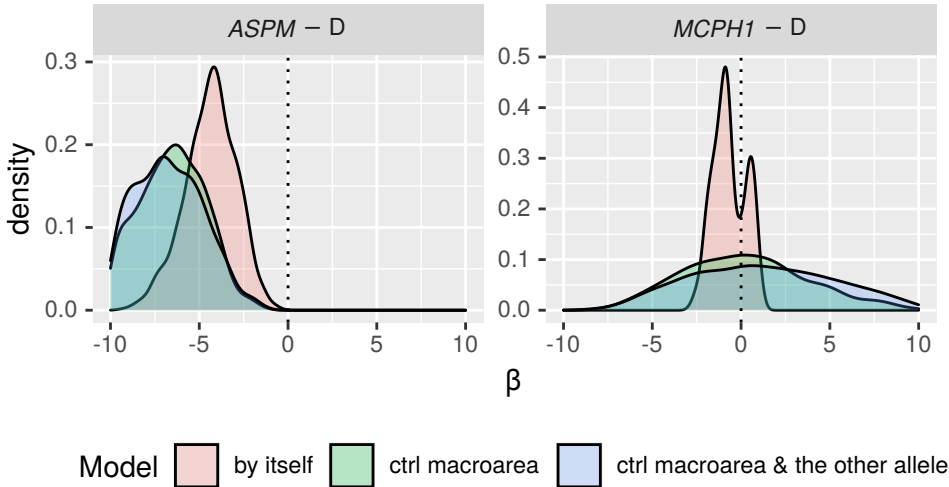 ASPM – D
MCPH1 – D
density
0.3
0.2
0.1
0.0
0.5
0.4
0.3
0.2
0.1
0.0
-10 -5 0 5 10
-10 -5 0 5 10
β
Model by itself ctrl macroarea ctrl macroarea & the other allele